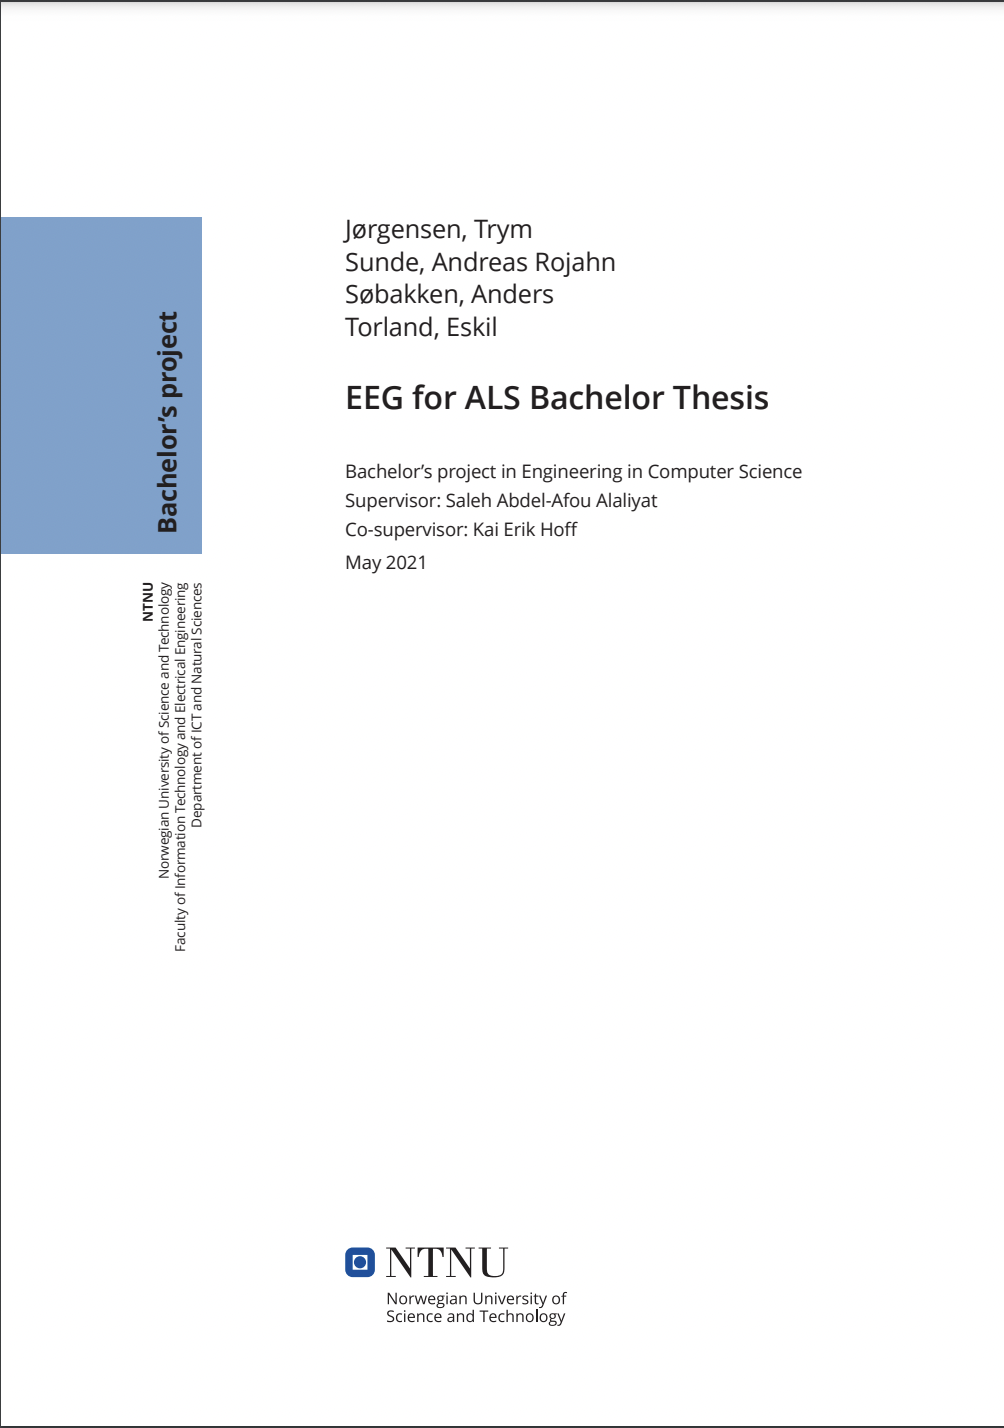 Jørgensen, Trym
Sunde, Andreas Rojahn
Søbakken, Anders
Torland, Eskil
EEG for ALS Bachelor Thesis
Bachelor’s project in Engineering in Computer Science
Supervisor: Saleh Abdel-Afou Alaliyat
Co-supervisor: Kai Erik Hoff
May 2021
Bachelor’s project
NTNU
Norwegian University of Science and Technology
Faculty of Information Technology and Electrical Engineering
Department of ICT and Natural Sciences
NTNU
Norwegian University of
Science and Technology